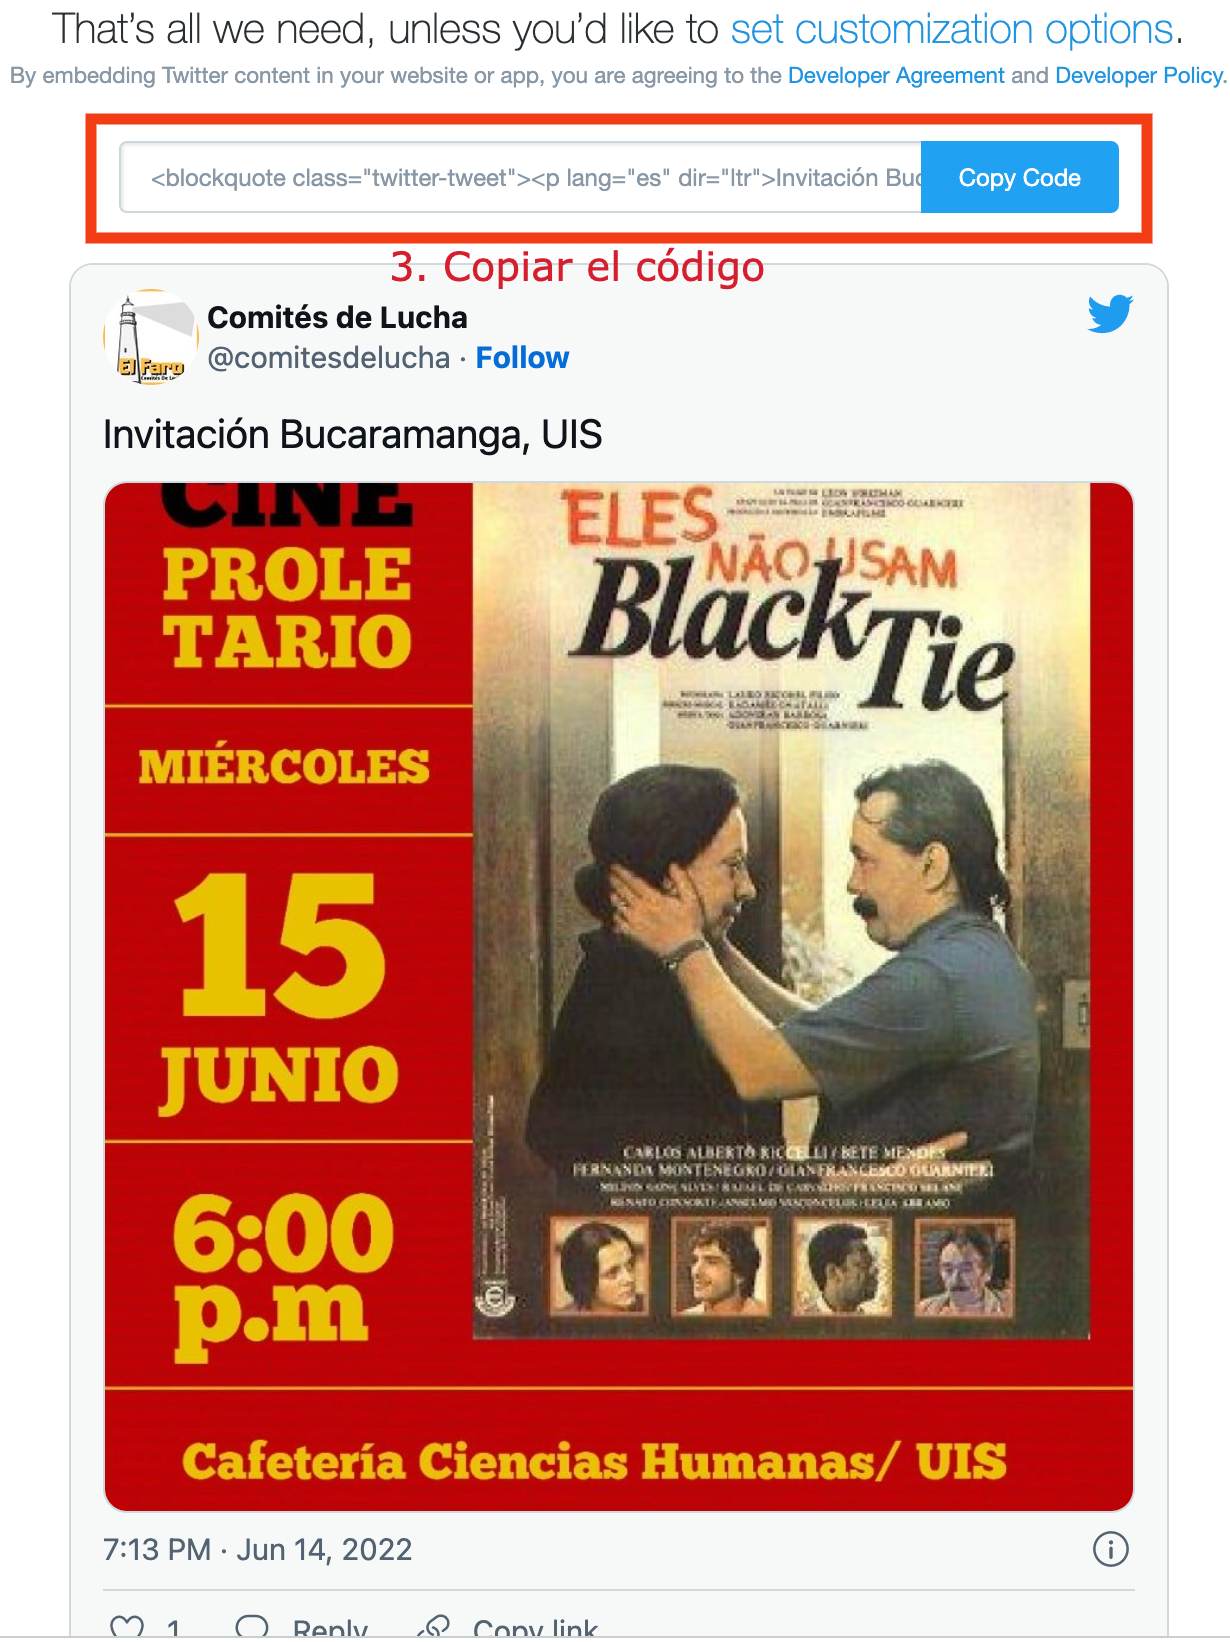 That's all we need, unless you'd like to set customization options.
By embedding Twitter content in your website or app, you are agreeing to the Developer Agreement and Developer Policy.
<blockquote class="twitter-tweet"><p lang="es" dir="ltr">Invitación Buc
Copy Code
3. Copiar el código
Comités de Lucha
@comitesdelucha · Follow
El Faro
Invitación Bucaramanga, UIS
CINE
PROLE
TARIO
MIÉRCOLES
15
JUNIO
6:00
p.m
ELES
NÃO USAM
Black Tie
CARLOS ALBERTO RICCELLI / BETE MENDES
FERNANDA MONTENEGRO / GIANFRANCESCO GUARNIERI
Cafetería Ciencias Humanas/ UIS
7:13 PM · Jun 14, 2022
1
Reply
Copy link